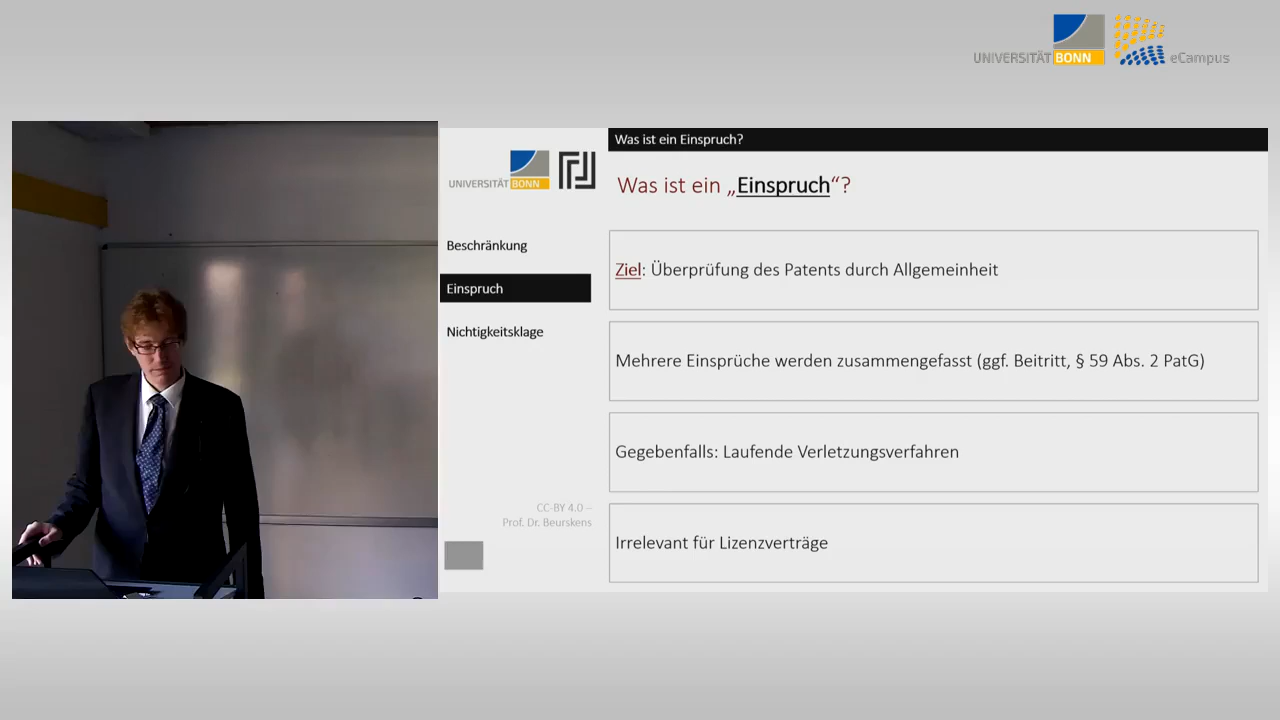 UNIVERSITÄT BONN eCampus
Was ist ein Einspruch?
UNIVERSITÄT BONN
Was ist ein „Einspruch“?
Beschränkung
Einspruch
Nichtigkeitsklage
Ziel: Überprüfung des Patents durch Allgemeinheit
Mehrere Einsprüche werden zusammengefasst (ggf. Beitritt, § 59 Abs. 2 PatG)
Gegebenfalls: Laufende Verletzungsverfahren
Irrelevant für Lizenzverträge
CC-BY 4.0 –
Prof. Dr. Beurskens